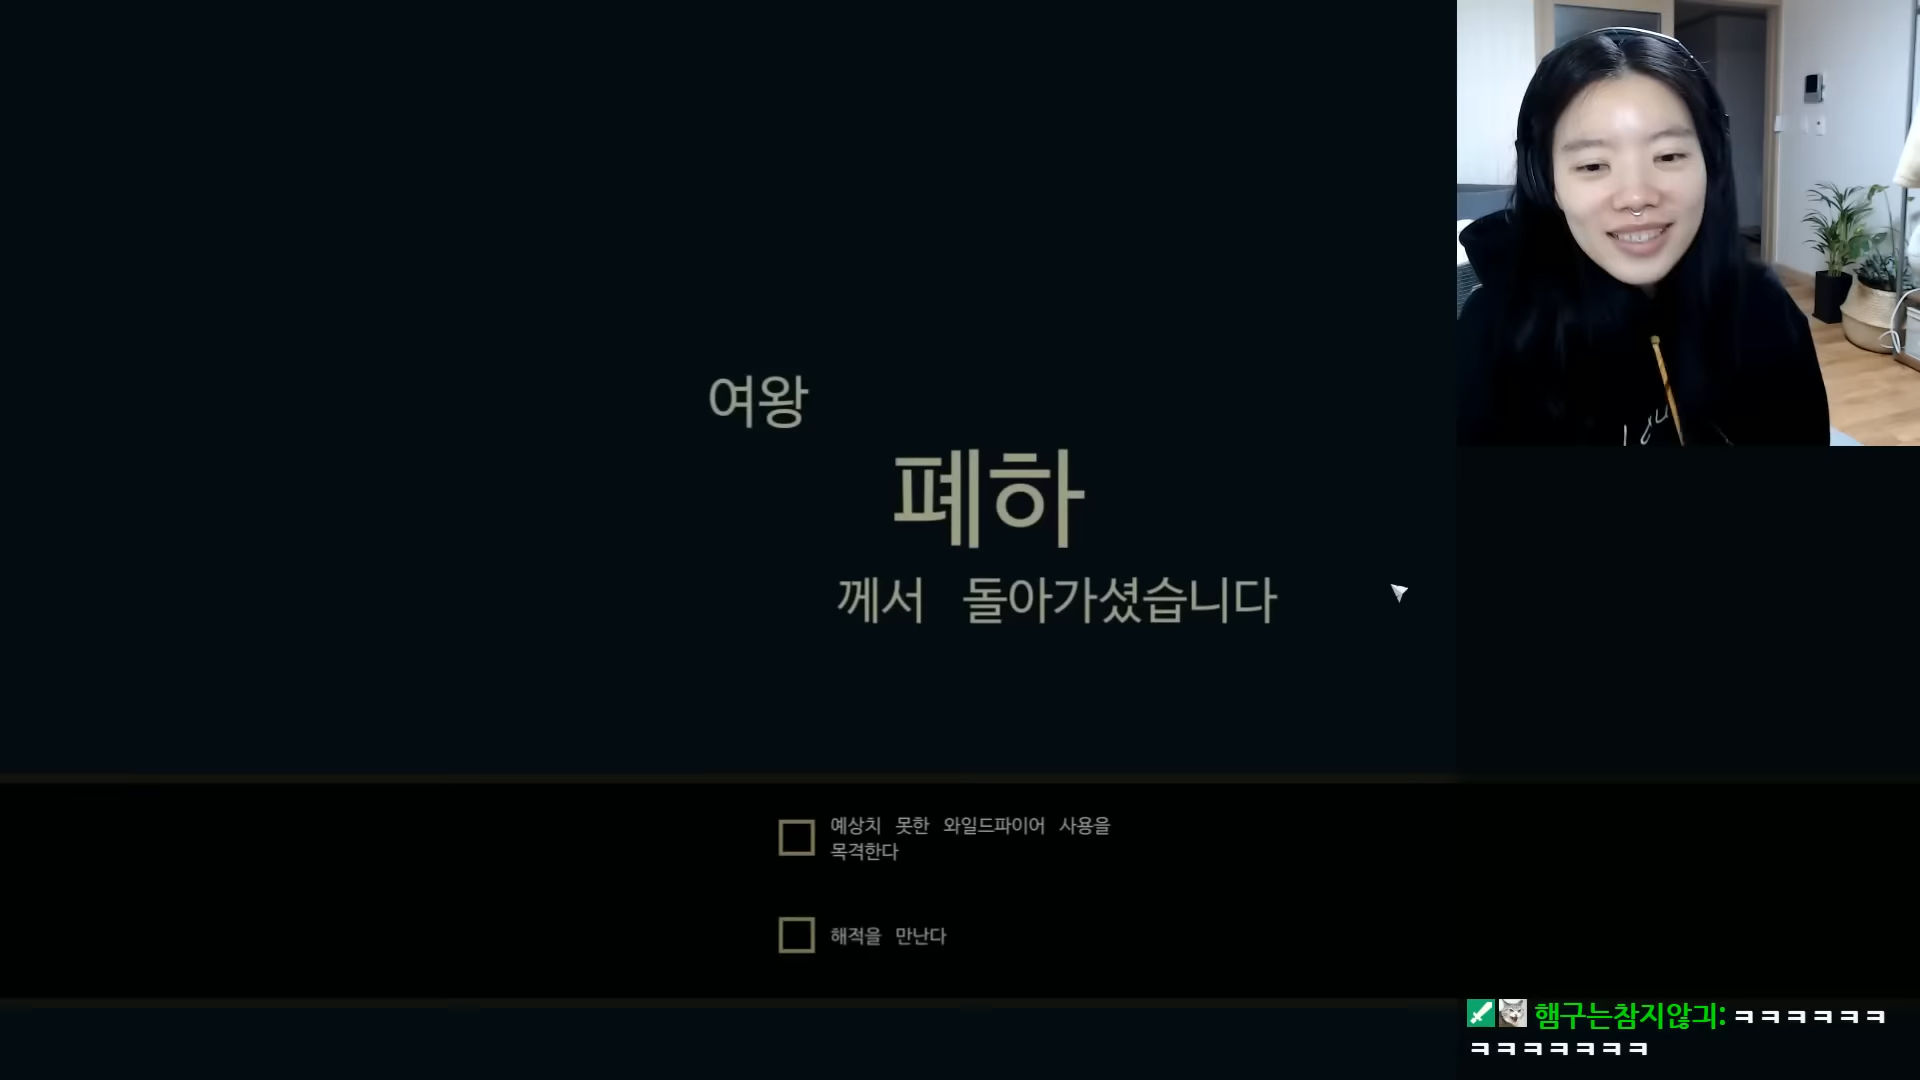 여왕
폐하
께서 돌아가셨습니다
예상치 못한 와일드파이어 사용을
목격한다
해적을 만난다
햄구는참지않긔: ㅋㅋㅋㅋㅋㅋ
ㅋㅋㅋㅋㅋㅋㅋ